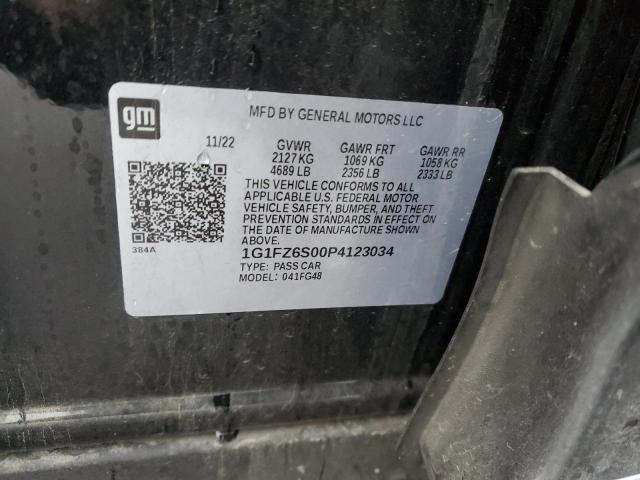 gm
MFD BY GENERAL MOTORS LLC
11/22 GVWR GAWR FRT GAWR RR
2127 KG 1069 KG 1058 KG
4689 LB 2356 LB 2333 LB
THIS VEHICLE CONFORMS TO ALL
APPLICABLE U.S. FEDERAL MOTOR
VEHICLE SAFETY, BUMPER, AND THEFT
PREVENTION STANDARDS IN EFFECT ON
THE DATE OF MANUFACTURE SHOWN
ABOVE.
384A
1G1FZ6S00P4123034
TYPE: PASS CAR
MODEL: 041FG48